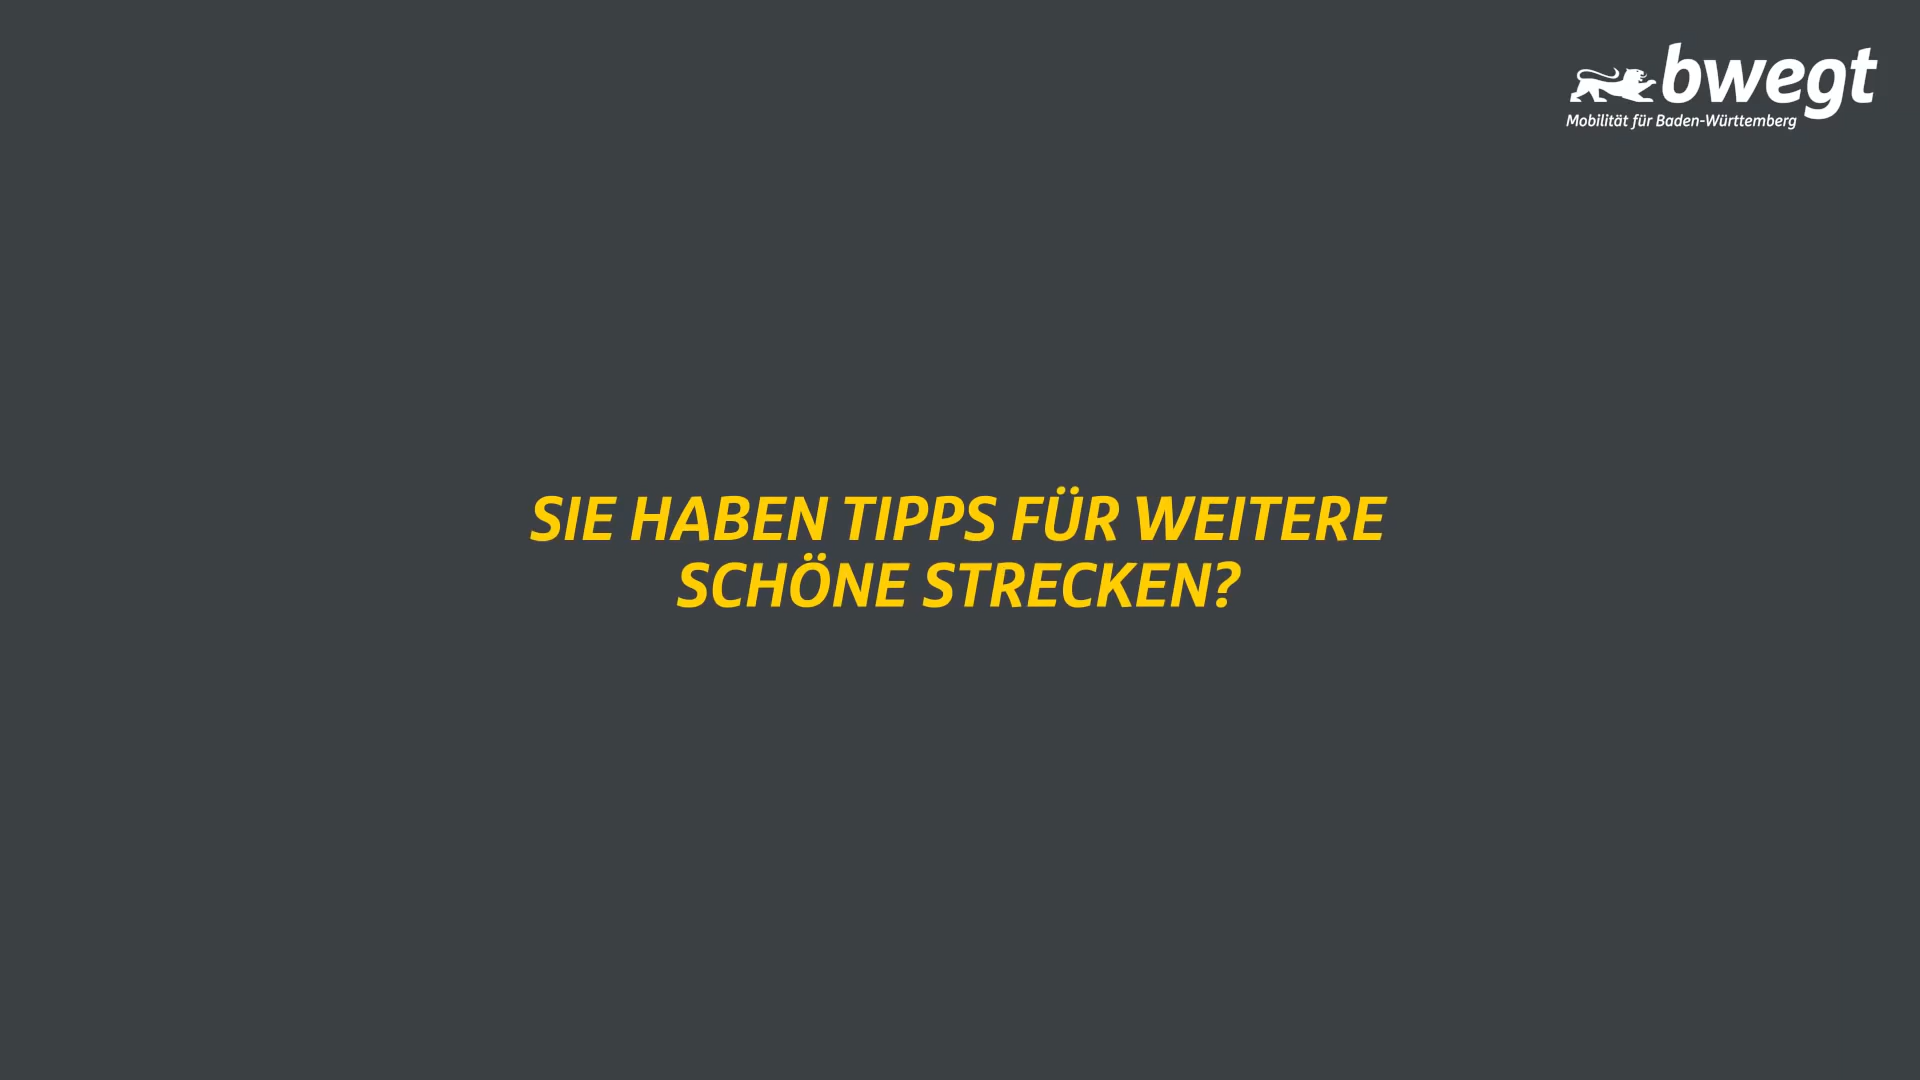 bwegt
Mobilität für Baden-Württemberg
SIE HABEN TIPPS FÜR WEITERE
SCHÖNE STRECKEN?